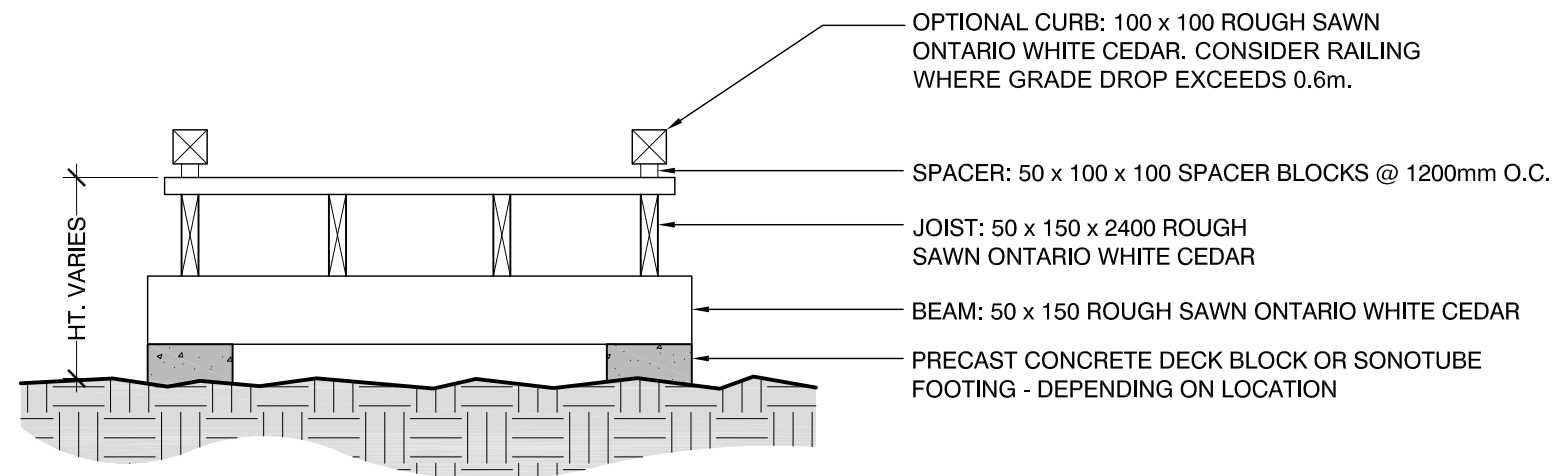 OPTIONAL CURB: 100 x 100 ROUGH SAWN
ONTARIO WHITE CEDAR. CONSIDER RAILING
WHERE GRADE DROP EXCEEDS 0.6m.
SPACER: 50 x 100 x 100 SPACER BLOCKS @ 1200mm O.C.
JOIST: 50 x 150 x 2400 ROUGH
SAWN ONTARIO WHITE CEDAR
BEAM: 50 x 150 ROUGH SAWN ONTARIO WHITE CEDAR
PRECAST CONCRETE DECK BLOCK OR SONOTUBE
FOOTING - DEPENDING ON LOCATION
HT. VARIES